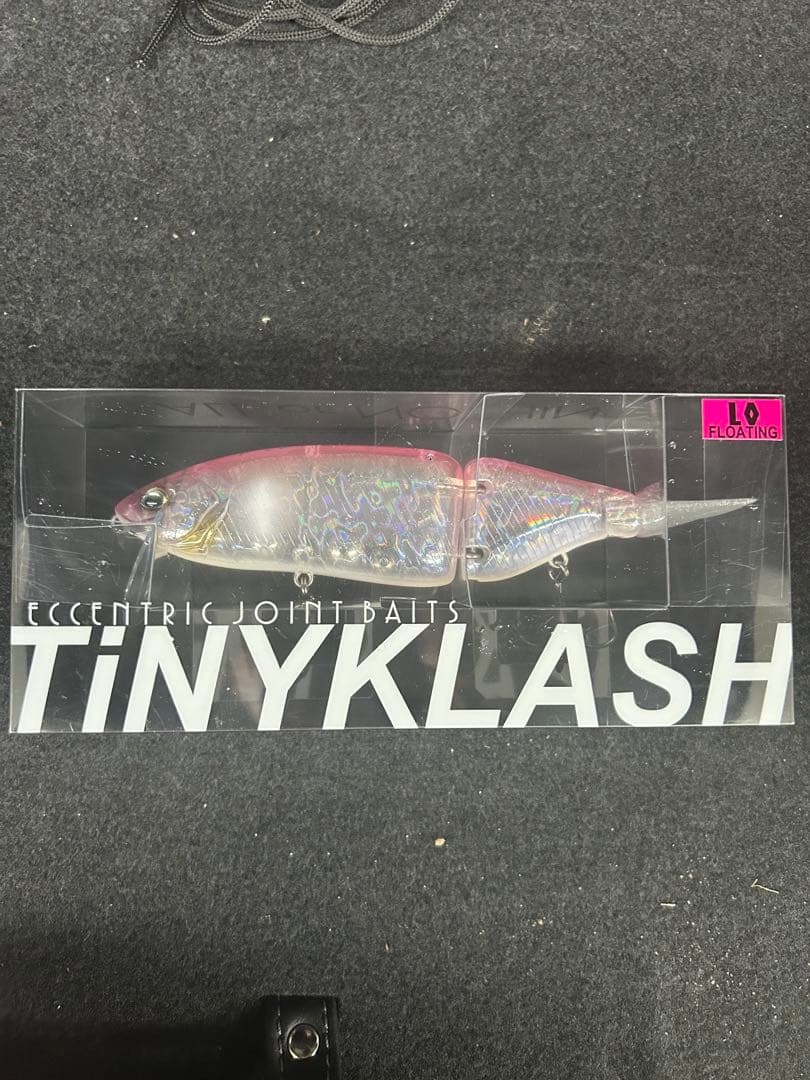 LO
FLOATING
ECCENTRIC JOINT BAITS
TiNYKLASH